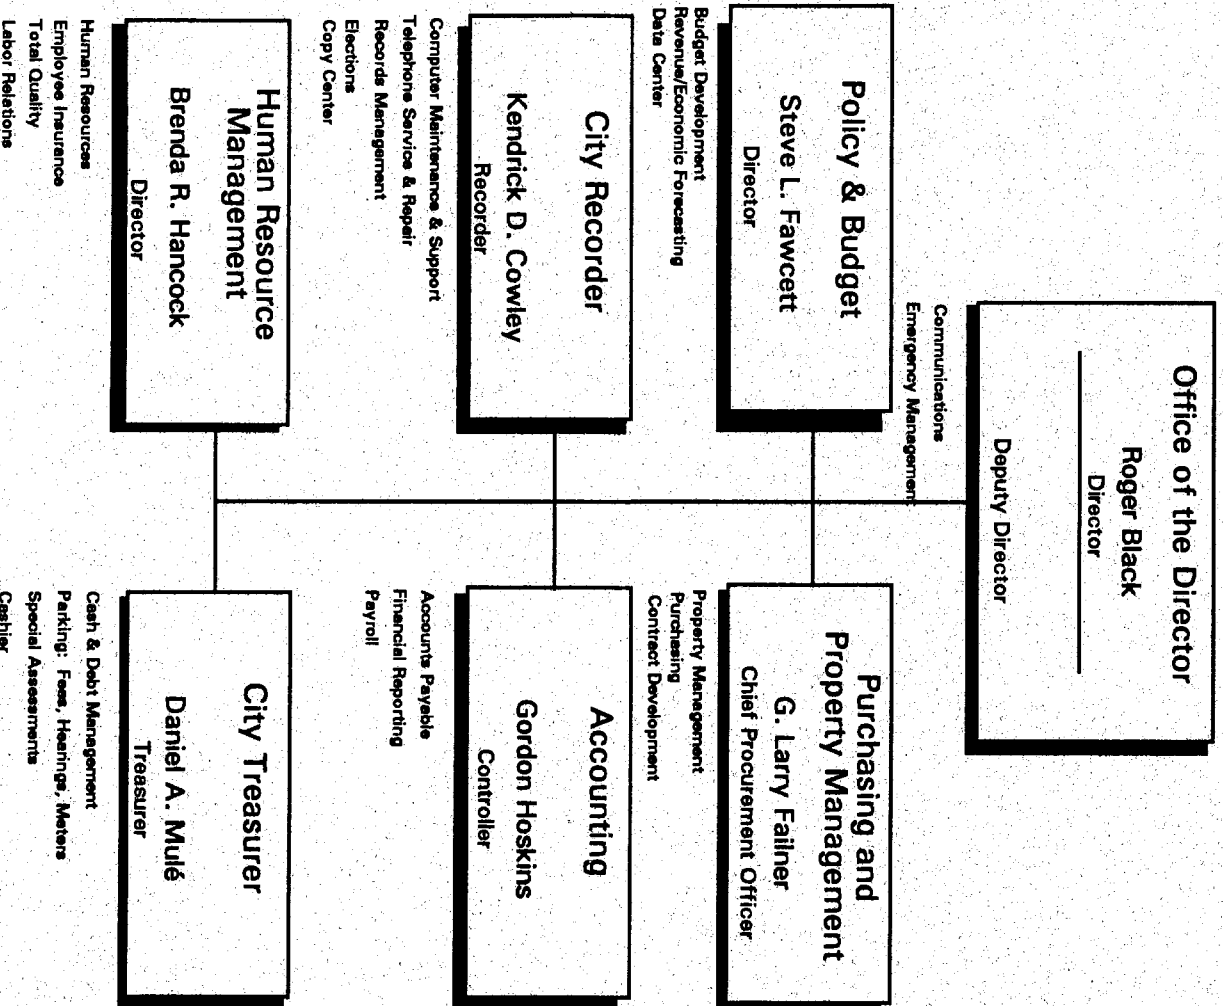 Office of the Director
Roger Black
Director
Deputy Director
Communications
Emergency Management
Policy & Budget
Steve L. Fawcett
Director
Budget Development
Revenue/Economic Forecasting
Data Center
Purchasing and
Property Management
G. Larry Failner
Chief Procurement Officer
Property Management
Purchasing
Contract Development
City Recorder
Kendrick D. Cowley
Recorder
Computer Maintenance & Support
Telephone Service & Repair
Records Management
Elections
Copy Center
Accounting
Gordon Hoskins
Controller
Accounts Payable
Financial Reporting
Payroll
Human Resource
Management
Brenda R. Hancock
Director
Human Resources
Employee Insurance
Total Quality
Labor Relations
City Treasurer
Daniel A. Mulé
Treasurer
Cash & Debt Management
Parking: Fees, Hearings, Meters
Special Assessments
Cashier